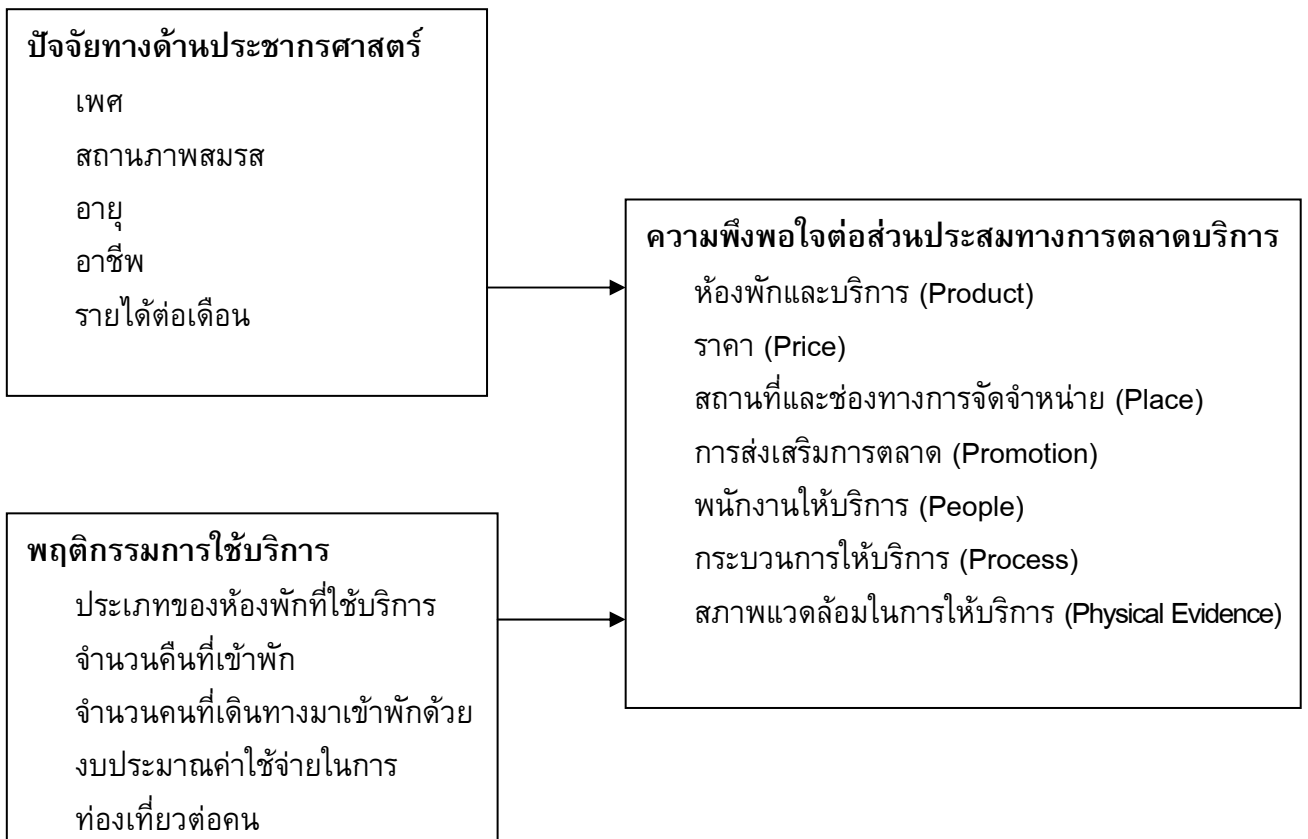 ปัจจัยทางด้านประชากรศาสตร์
เพศ
สถานภาพสมรส
อายุ
อาชีพ
รายได้ต่อเดือน
ความพึงพอใจต่อส่วนประสมทางการตลาดบริการ
ห้องพักและบริการ (Product)
ราคา (Price)
สถานที่และช่องทางการจัดจำหน่าย (Place)
การส่งเสริมการตลาด (Promotion)
พนักงานให้บริการ (People)
กระบวนการให้บริการ (Process)
สภาพแวดล้อมในการให้บริการ (Physical Evidence)
พฤติกรรมการใช้บริการ
ประเภทของห้องพักที่ใช้บริการ
จำนวนคืนที่เข้าพัก
จำนวนคนที่เดินทางมาเข้าพักด้วย
งบประมาณค่าใช้จ่ายในการ
ท่องเที่ยวต่อคน